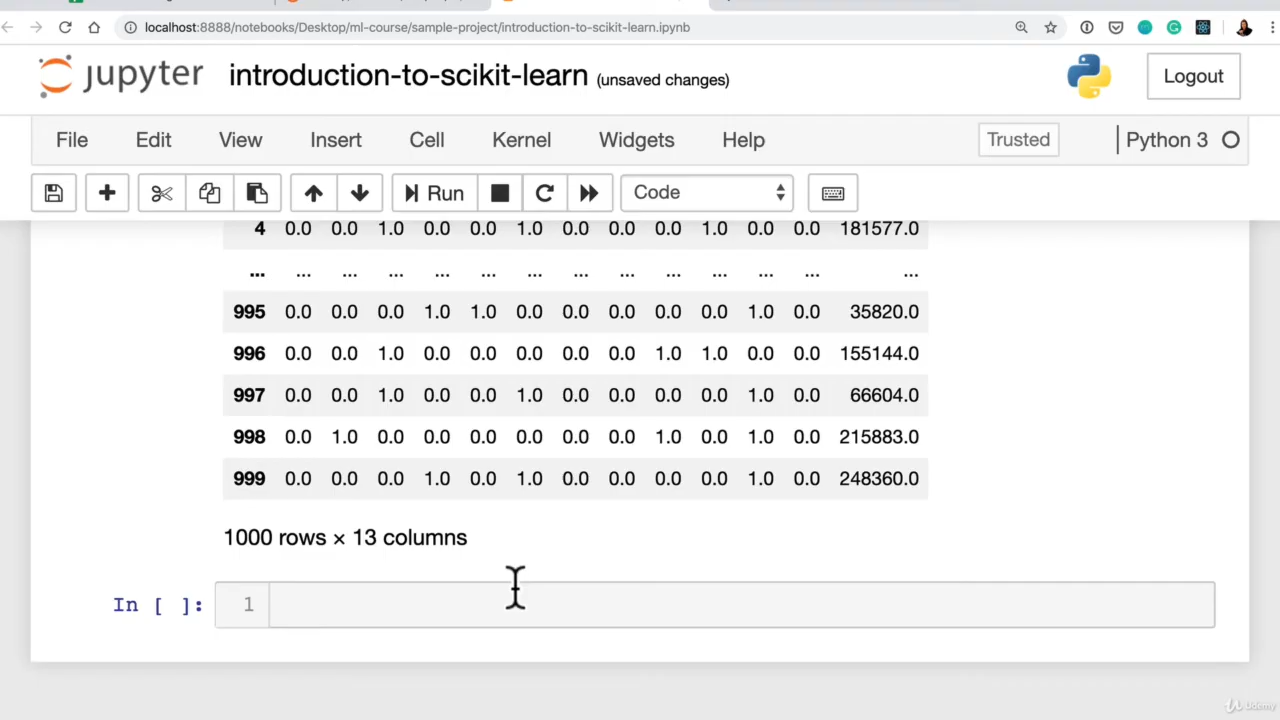 localhost:8888/notebooks/Desktop/ml-course/sample-project/introduction-to-scikit-learn.ipynb
jupyter introduction-to-scikit-learn (unsaved changes) Logout
File Edit View Insert Cell Kernel Widgets Help Trusted Python 3
Run Code
4 0.0 0.0 1.0 0.0 0.0 1.0 0.0 0.0 0.0 1.0 0.0 0.0 181577.0
... ... ... ... ... ... ... ... ... ... ... ... ... ...
995 0.0 0.0 0.0 1.0 1.0 0.0 0.0 0.0 0.0 0.0 1.0 0.0 35820.0
996 0.0 0.0 1.0 0.0 0.0 0.0 0.0 0.0 1.0 1.0 0.0 0.0 155144.0
997 0.0 0.0 1.0 0.0 0.0 1.0 0.0 0.0 0.0 0.0 1.0 0.0 66604.0
998 0.0 1.0 0.0 0.0 0.0 0.0 0.0 0.0 1.0 0.0 1.0 0.0 215883.0
999 0.0 0.0 0.0 1.0 0.0 1.0 0.0 0.0 0.0 0.0 1.0 0.0 248360.0
1000 rows × 13 columns
In [ ]: 1
Udemy